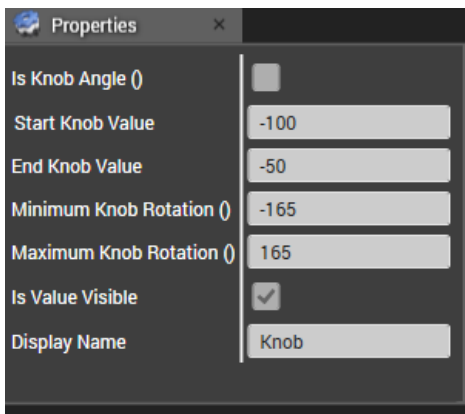 Properties ×
Is Knob Angle ()
Start Knob Value -100
End Knob Value -50
Minimum Knob Rotation () -165
Maximum Knob Rotation () 165
Is Value Visible
Display Name Knob